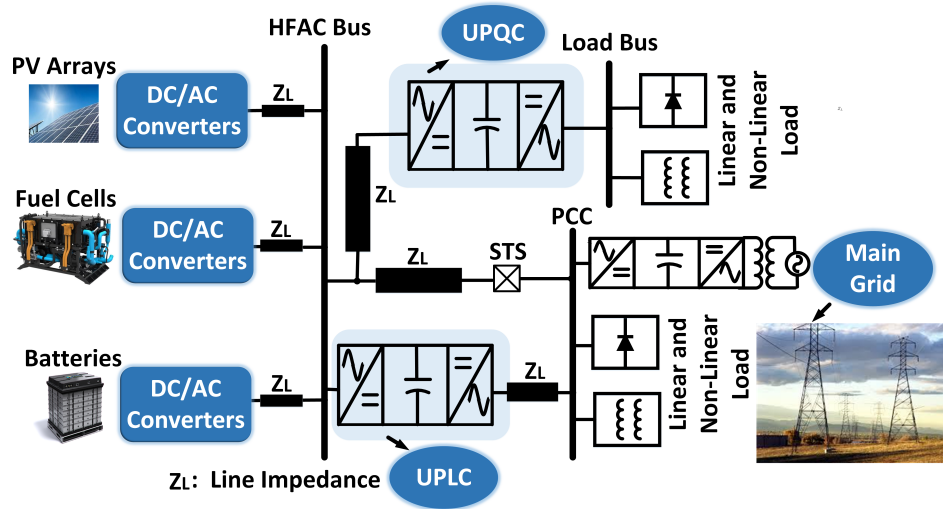 HFAC Bus
UPQC
Load Bus
PV Arrays
DC/AC
Converters
ZL
ZL
Linear and
Non-Linear
Load
ZL
Fuel Cells
DC/AC
Converters
ZL
ZL
STS
PCC
Main
Grid
Batteries
DC/AC
Converters
ZL
ZL
Linear and
Non-Linear
Load
ZL: Line Impedance
UPLC